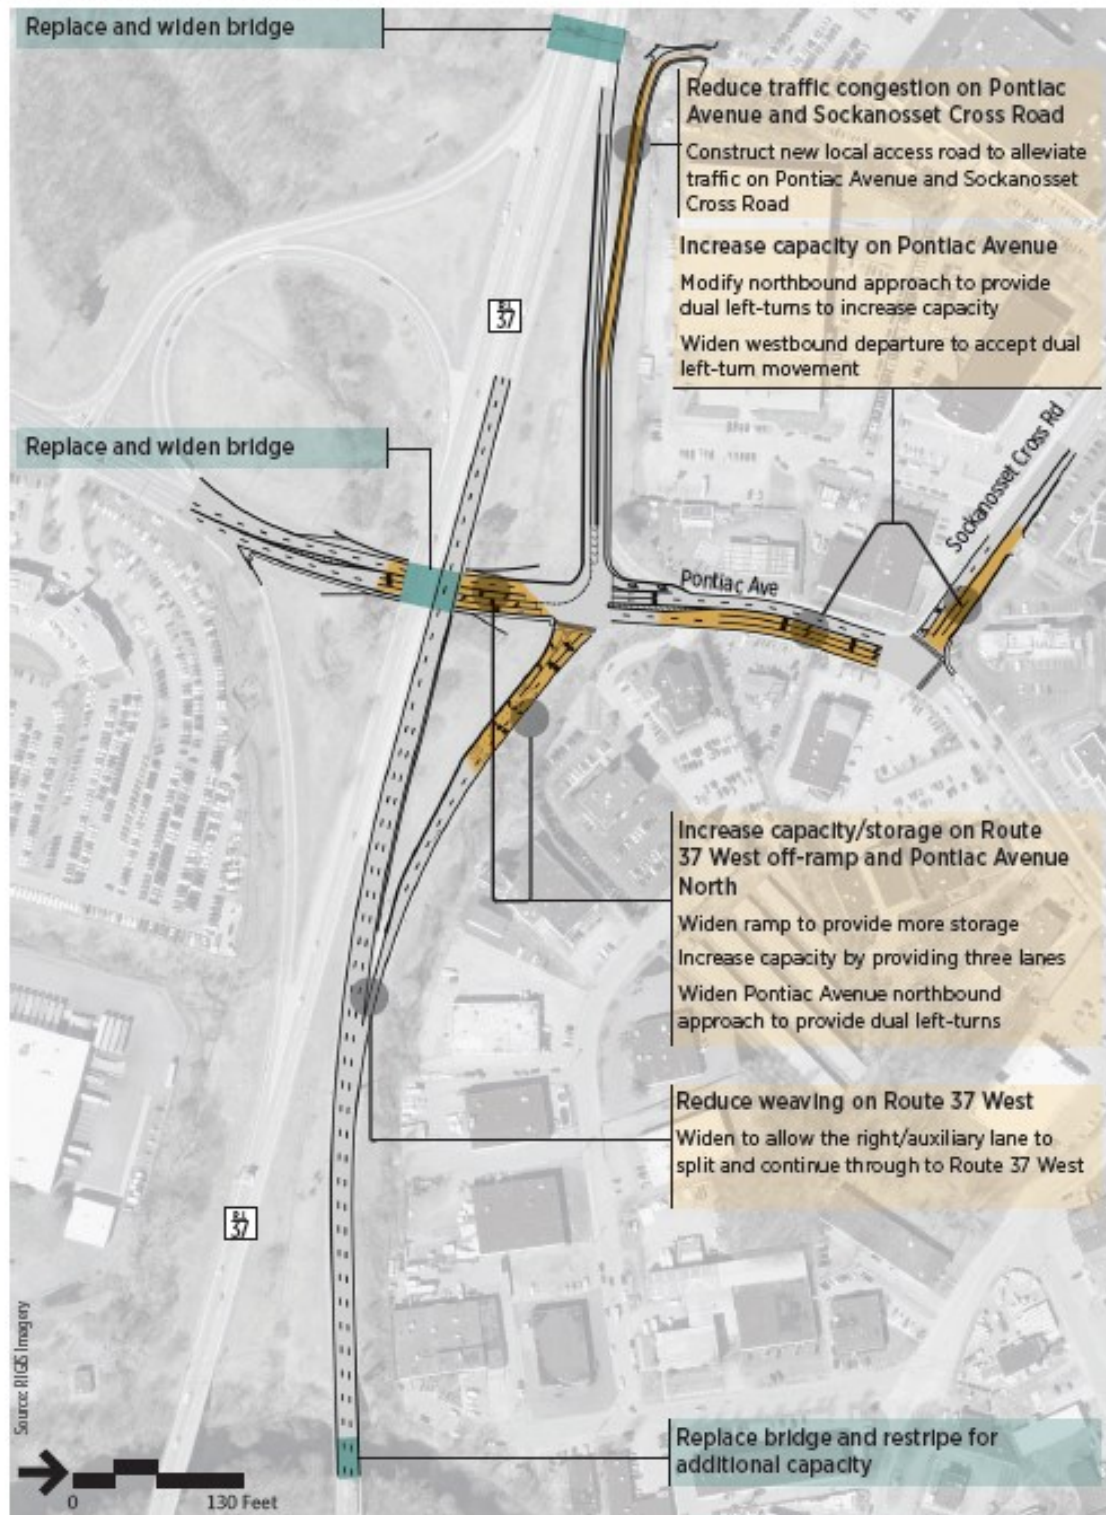 Replace and widen bridge
Reduce traffic congestion on Pontiac
Avenue and Sockanosset Cross Road
Construct new local access road to alleviate
traffic on Pontiac Avenue and Sockanosset
Cross Road
Increase capacity on Pontiac Avenue
Modify northbound approach to provide
dual left-turns to increase capacity
Widen westbound departure to accept dual
left-turn movement
R.I.
37
Replace and widen bridge
Sockanosset Cross Rd
Pontiac Ave
Increase capacity/storage on Route
37 West off-ramp and Pontiac Avenue
North
Widen ramp to provide more storage
Increase capacity by providing three lanes
Widen Pontiac Avenue northbound
approach to provide dual left-turns
Reduce weaving on Route 37 West
Widen to allow the right/auxiliary lane to
split and continue through to Route 37 West
R.I.
37
Replace bridge and restripe for
additional capacity
Source: RIGIS Imagery
0 130 Feet